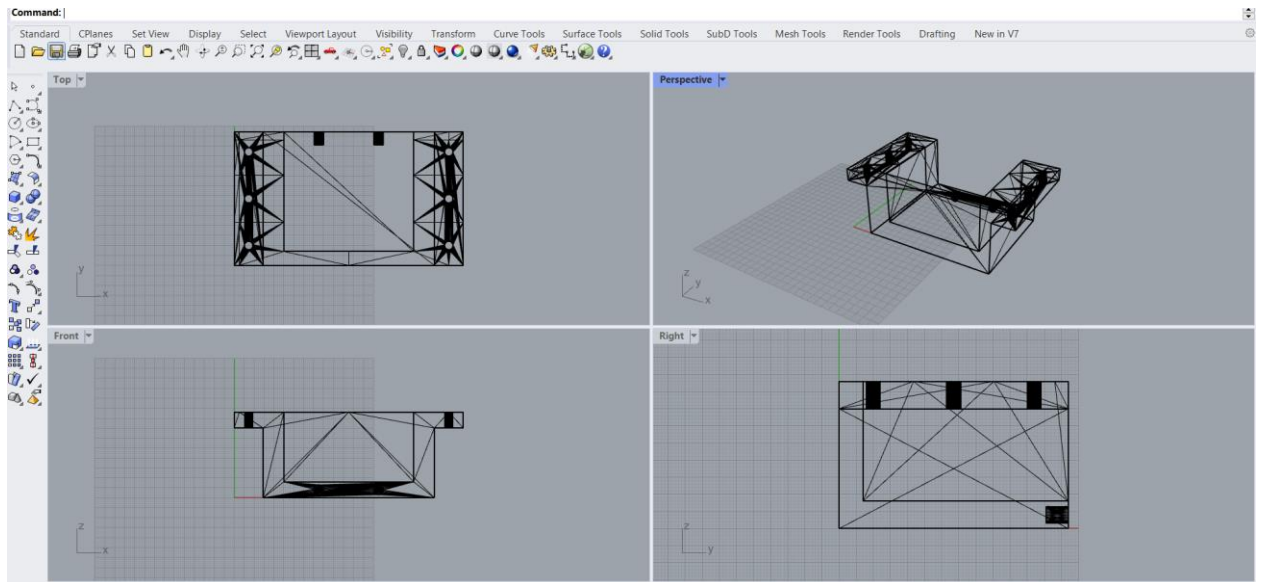 Command:
Standard CPlanes Set View Display Select Viewport Layout Visibility Transform Curve Tools Surface Tools Solid Tools SubD Tools Mesh Tools Render Tools Drafting New in V7
Top
Perspective
y
x
z
y
x
Front
Right
z
x
z
y